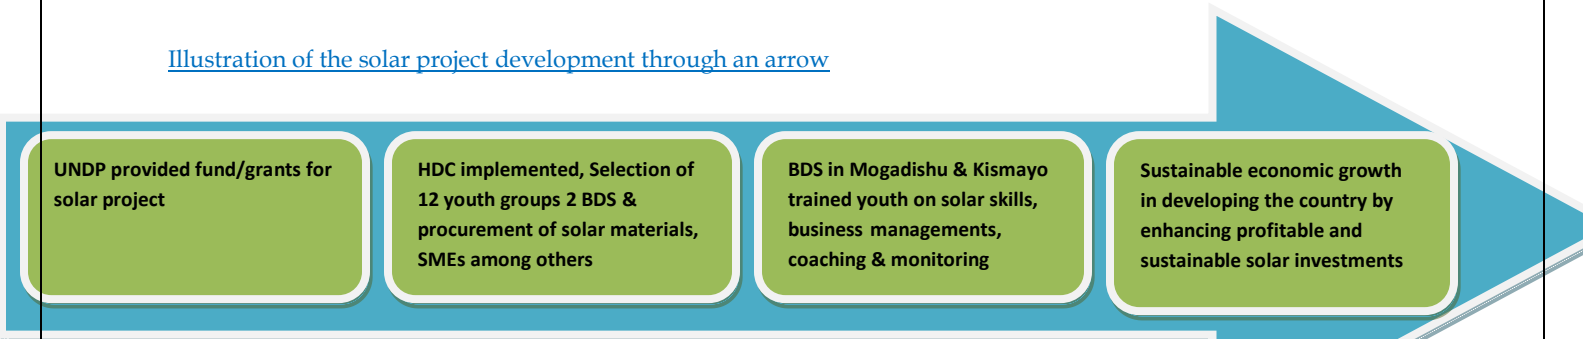 Illustration of the solar project development through an arrow
UNDP provided fund/grants for
solar project
HDC implemented, Selection of
12 youth groups 2 BDS &
procurement of solar materials,
SMEs among others
BDS in Mogadishu & Kismayo
trained youth on solar skills,
business managements,
coaching & monitoring
Sustainable economic growth
in developing the country by
enhancing profitable and
sustainable solar investments